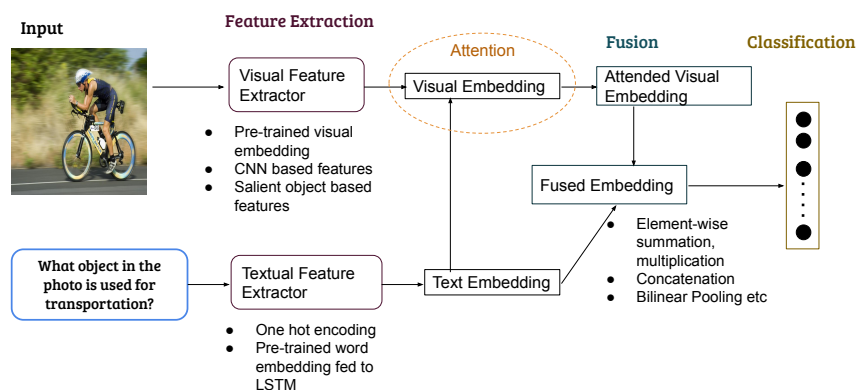 Input
Feature Extraction
Attention
Fusion
Classification
Visual Feature
Extractor
Visual Embedding
Attended Visual
Embedding
● Pre-trained visual
embedding
● CNN based features
● Salient object based
features
Fused Embedding
● Element-wise
summation,
multiplication
● Concatenation
● Bilinear Pooling etc
What object in the
photo is used for
transportation?
Textual Feature
Extractor
Text Embedding
● One hot encoding
● Pre-trained word
embedding fed to
LSTM